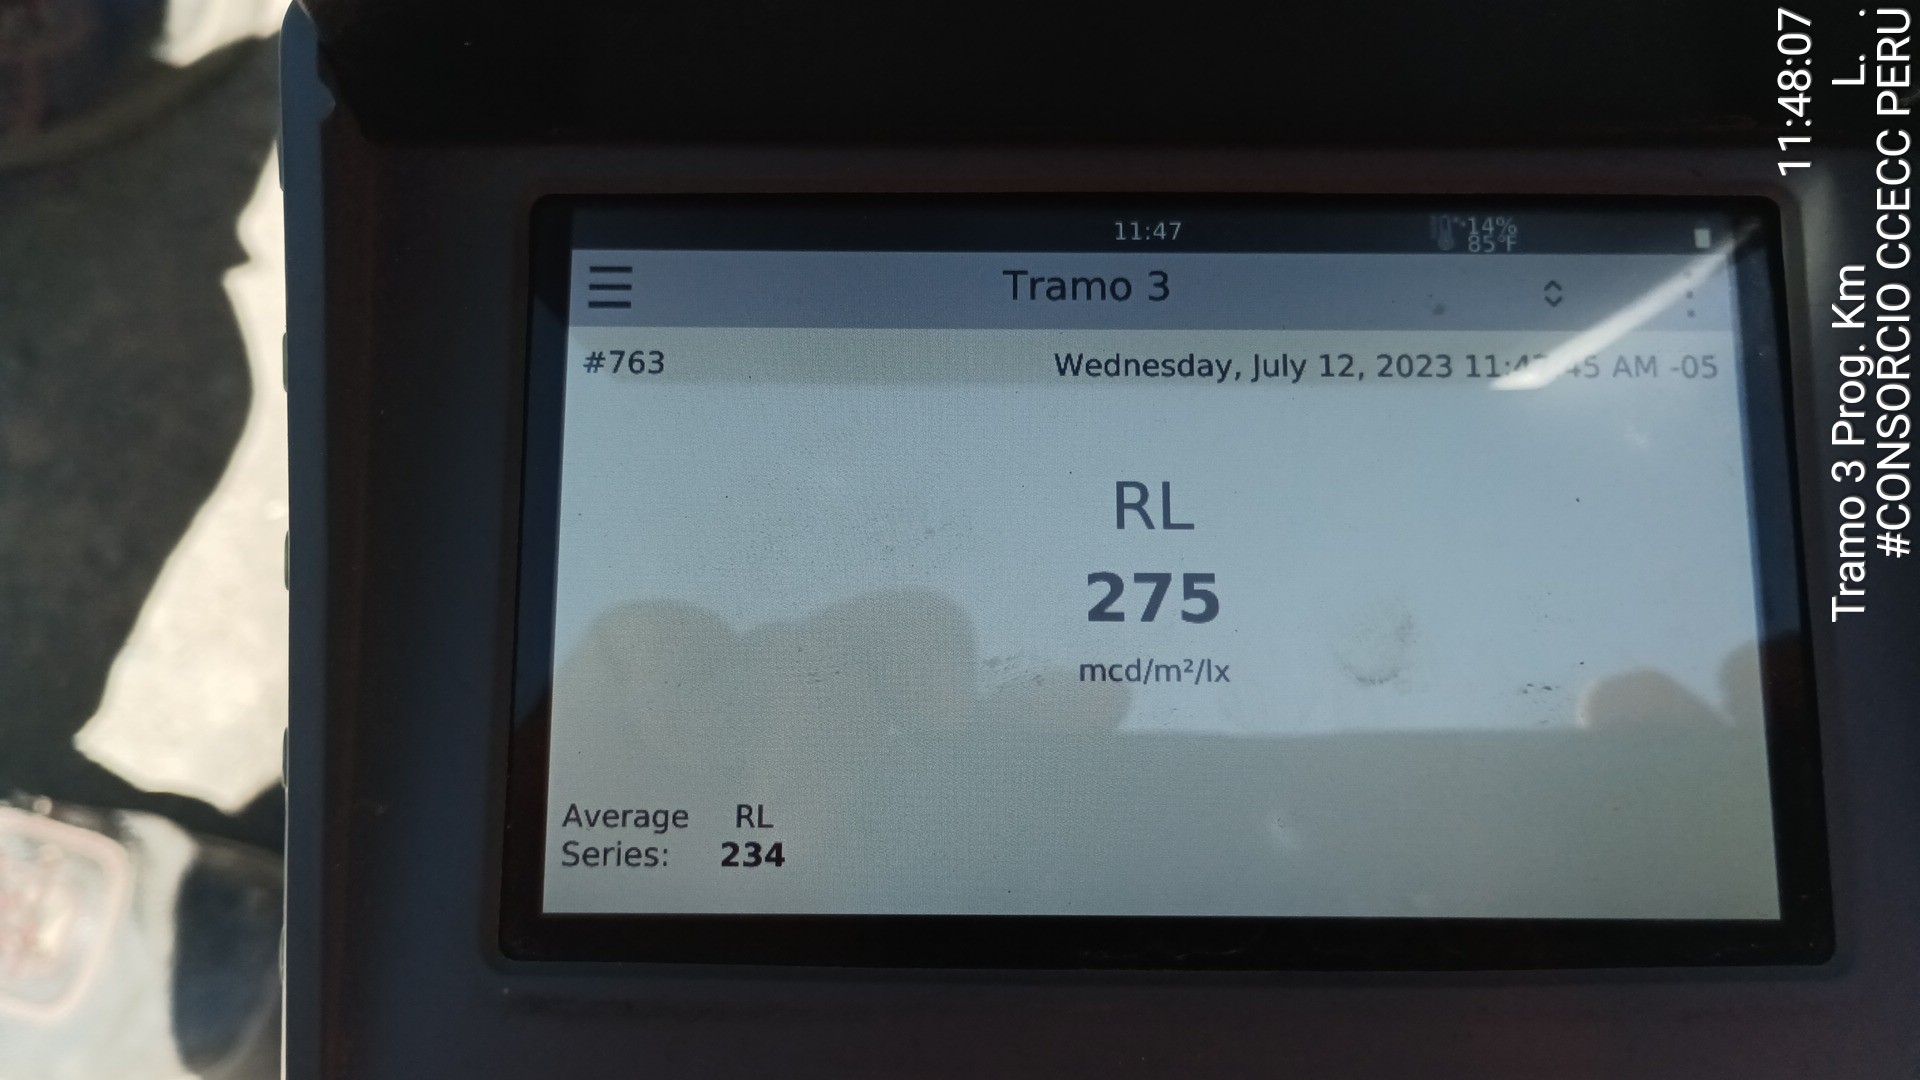 11:47
14%
85°F
Tramo 3
#763
Wednesday, July 12, 2023 11:4 :45 AM -05
RL
275
mcd/m²/lx
Average RL
Series: 234
11:48:07
Tramo 3 Prog. Km L. .
#CONSORCIO CCECC PERU